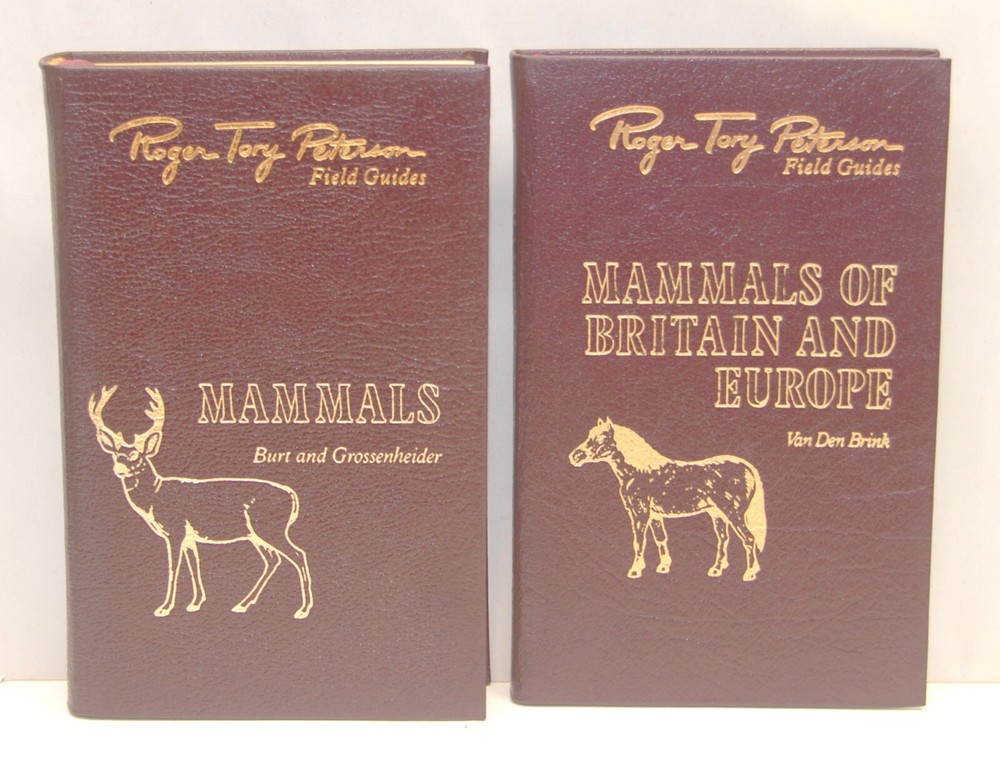 Roger Tory Peterson
Field Guides
MAMMALS
Burt and Grossenheider
Roger Tory Peterson
Field Guides
MAMMALS OF
BRITAIN AND
EUROPE
Van Den Brink